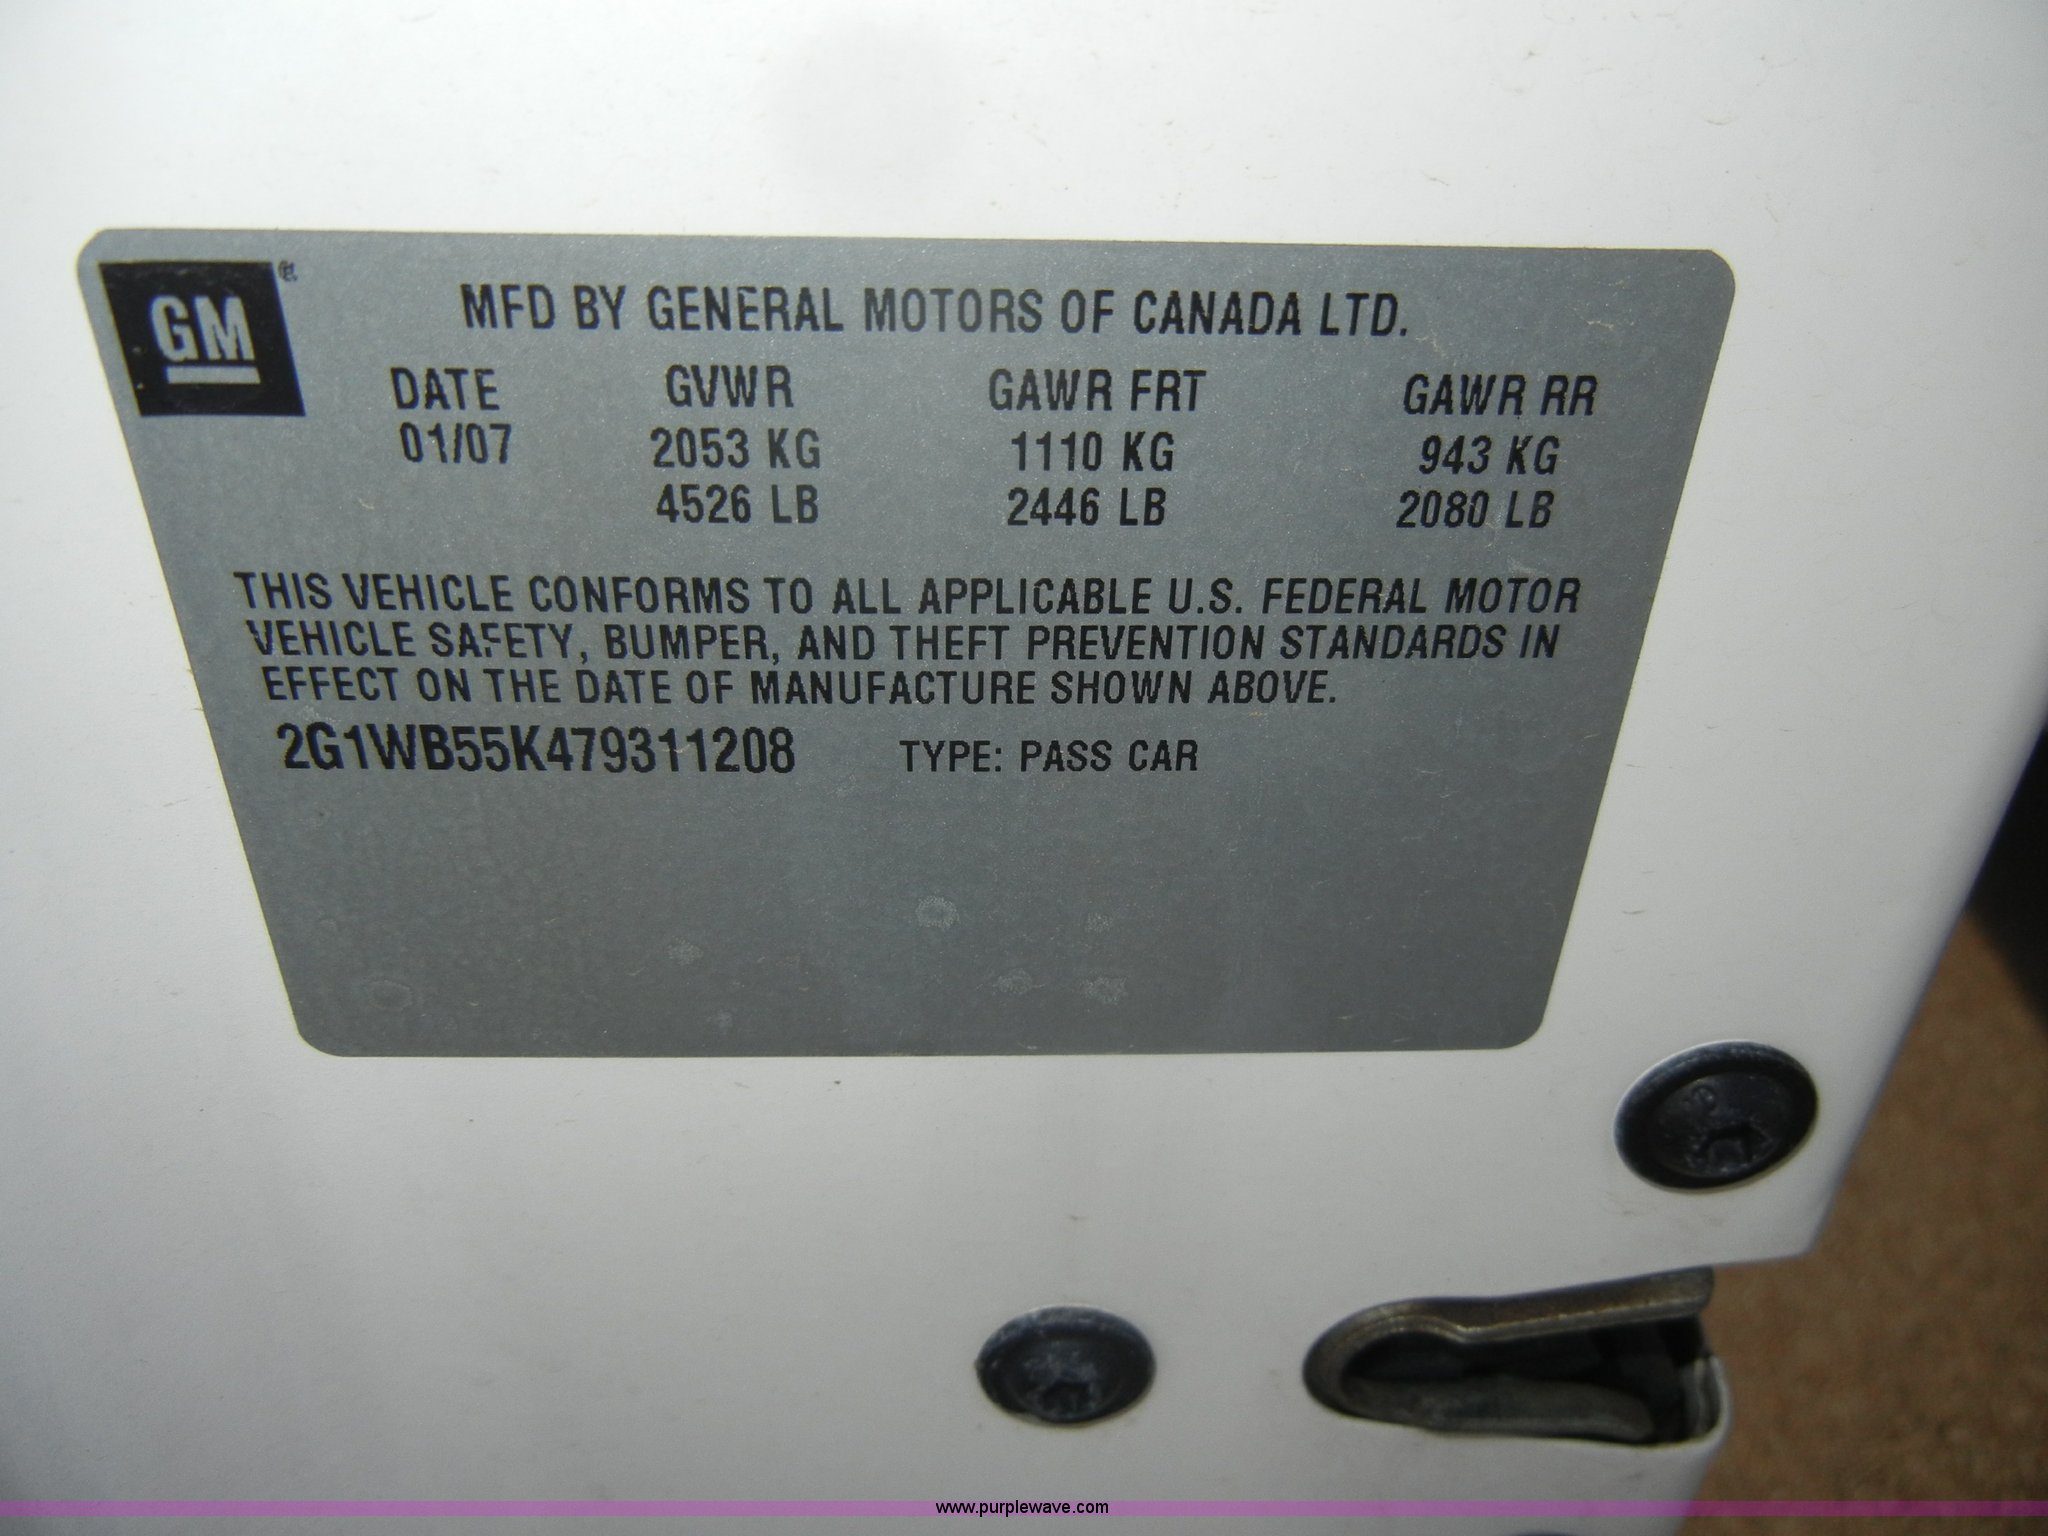 GM ®
MFD BY GENERAL MOTORS OF CANADA LTD.
DATE GVWR GAWR FRT GAWR RR
01/07 2053 KG 1110 KG 943 KG
4526 LB 2446 LB 2080 LB
THIS VEHICLE CONFORMS TO ALL APPLICABLE U.S. FEDERAL MOTOR
VEHICLE SAFETY, BUMPER, AND THEFT PREVENTION STANDARDS IN
EFFECT ON THE DATE OF MANUFACTURE SHOWN ABOVE.
2G1WB55K479311208 TYPE: PASS CAR
www.purplewave.com